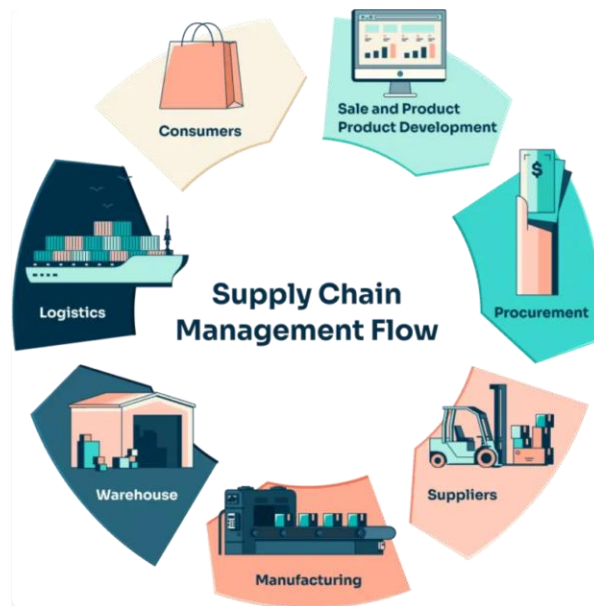 Supply Chain
Management Flow
Sale and Product
Product Development
$
Procurement
Suppliers
Manufacturing
Warehouse
Logistics
Consumers